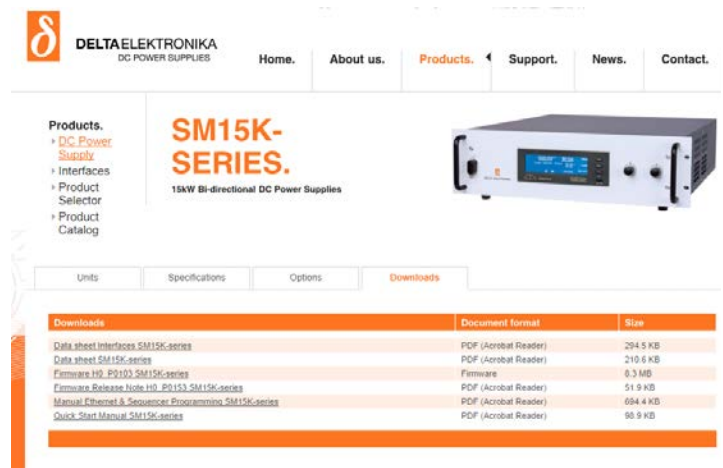 δ
DELTA ELEKTRONIKA
DC POWER SUPPLIES
Home. About us. Products. Support. News. Contact.
Products.
DC Power
Supply
Interfaces
Product
Selector
Product
Catalog
SM15K-
SERIES.
15kW Bi-directional DC Power Supplies
Units Specifications Options Downloads
Downloads Document format Size
Data sheet Interfaces SM15K-series PDF (Acrobat Reader) 294.5 KB
Data sheet SM15K-series PDF (Acrobat Reader) 210.6 KB
Firmware H0_P0103 SM15K-series Firmware 8.3 MB
Firmware Release Note H0_P0153 SM15K-series PDF (Acrobat Reader) 51.9 KB
Manual Ethernet & Sequencer Programming SM15K-series PDF (Acrobat Reader) 694.4 KB
Quick Start Manual SM15K-series PDF (Acrobat Reader) 98.9 KB